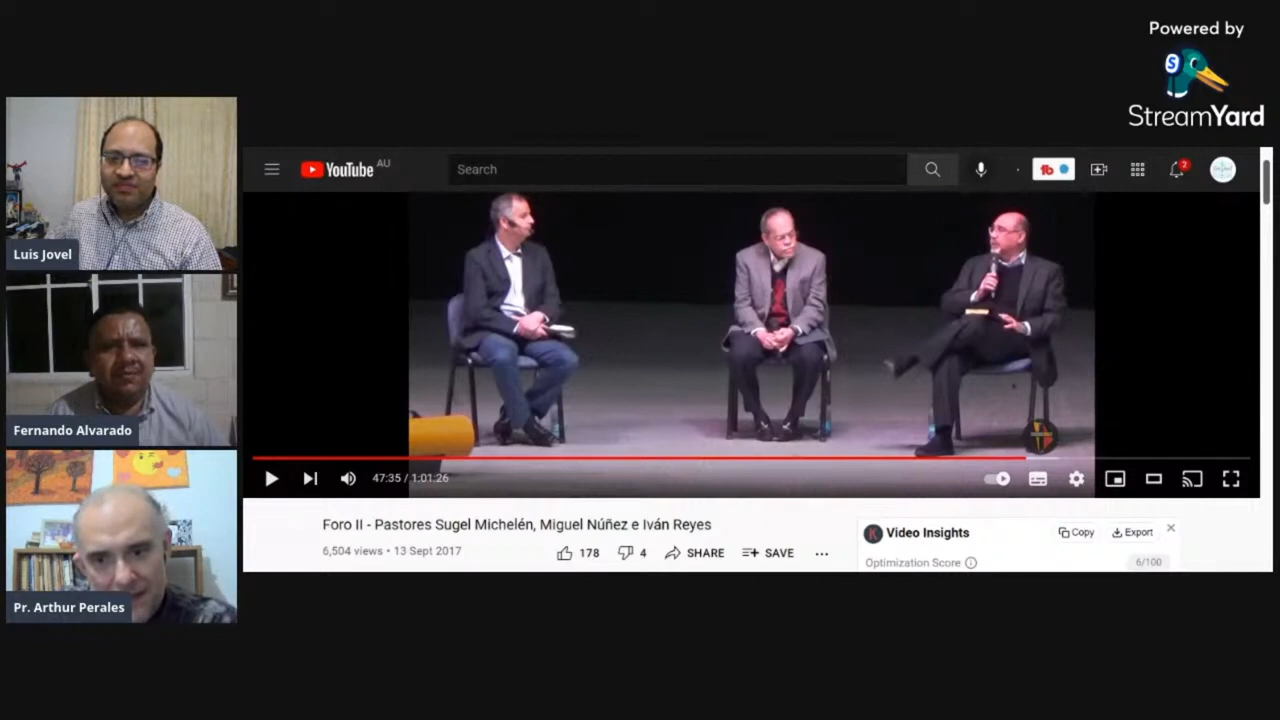 Powered by
StreamYard
Luis Jovel
Fernando Alvarado
Pr. Arthur Perales
YouTube AU
Search
2
47:35 / 1:01:26
Foro II - Pastores Sugel Michelén, Miguel Núñez e Iván Reyes
6,504 views • 13 Sept 2017
178
4
SHARE
SAVE
Video Insights
Copy
Export
Optimization Score
6/100